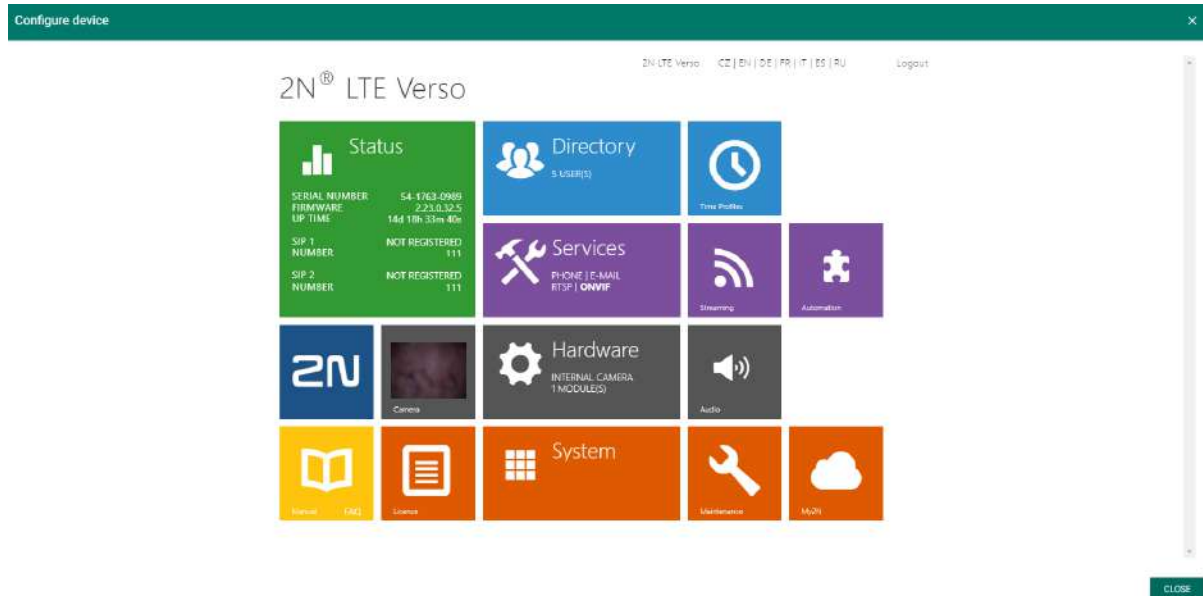 Configure device
2N LTE Verso CZ | EN | DE | FR | IT | ES | RU Logout
2N® LTE Verso
Status
SERIAL NUMBER 54-1763-0989
FIRMWARE 2.23.0.32.5
UP TIME 14d 18h 33m 40s
SIP 1 NOT REGISTERED
NUMBER 111
SIP 2 NOT REGISTERED
NUMBER 111
Directory
5 USER(S)
Time Profiles
Services
PHONE | E-MAIL
RTSP | ONVIF
Streaming
Automation
2N
Camera
Hardware
INTERNAL CAMERA
1 MODULE(S)
Audio
Manual FAQ
Licence
System
Maintenance
My2N
CLOSE